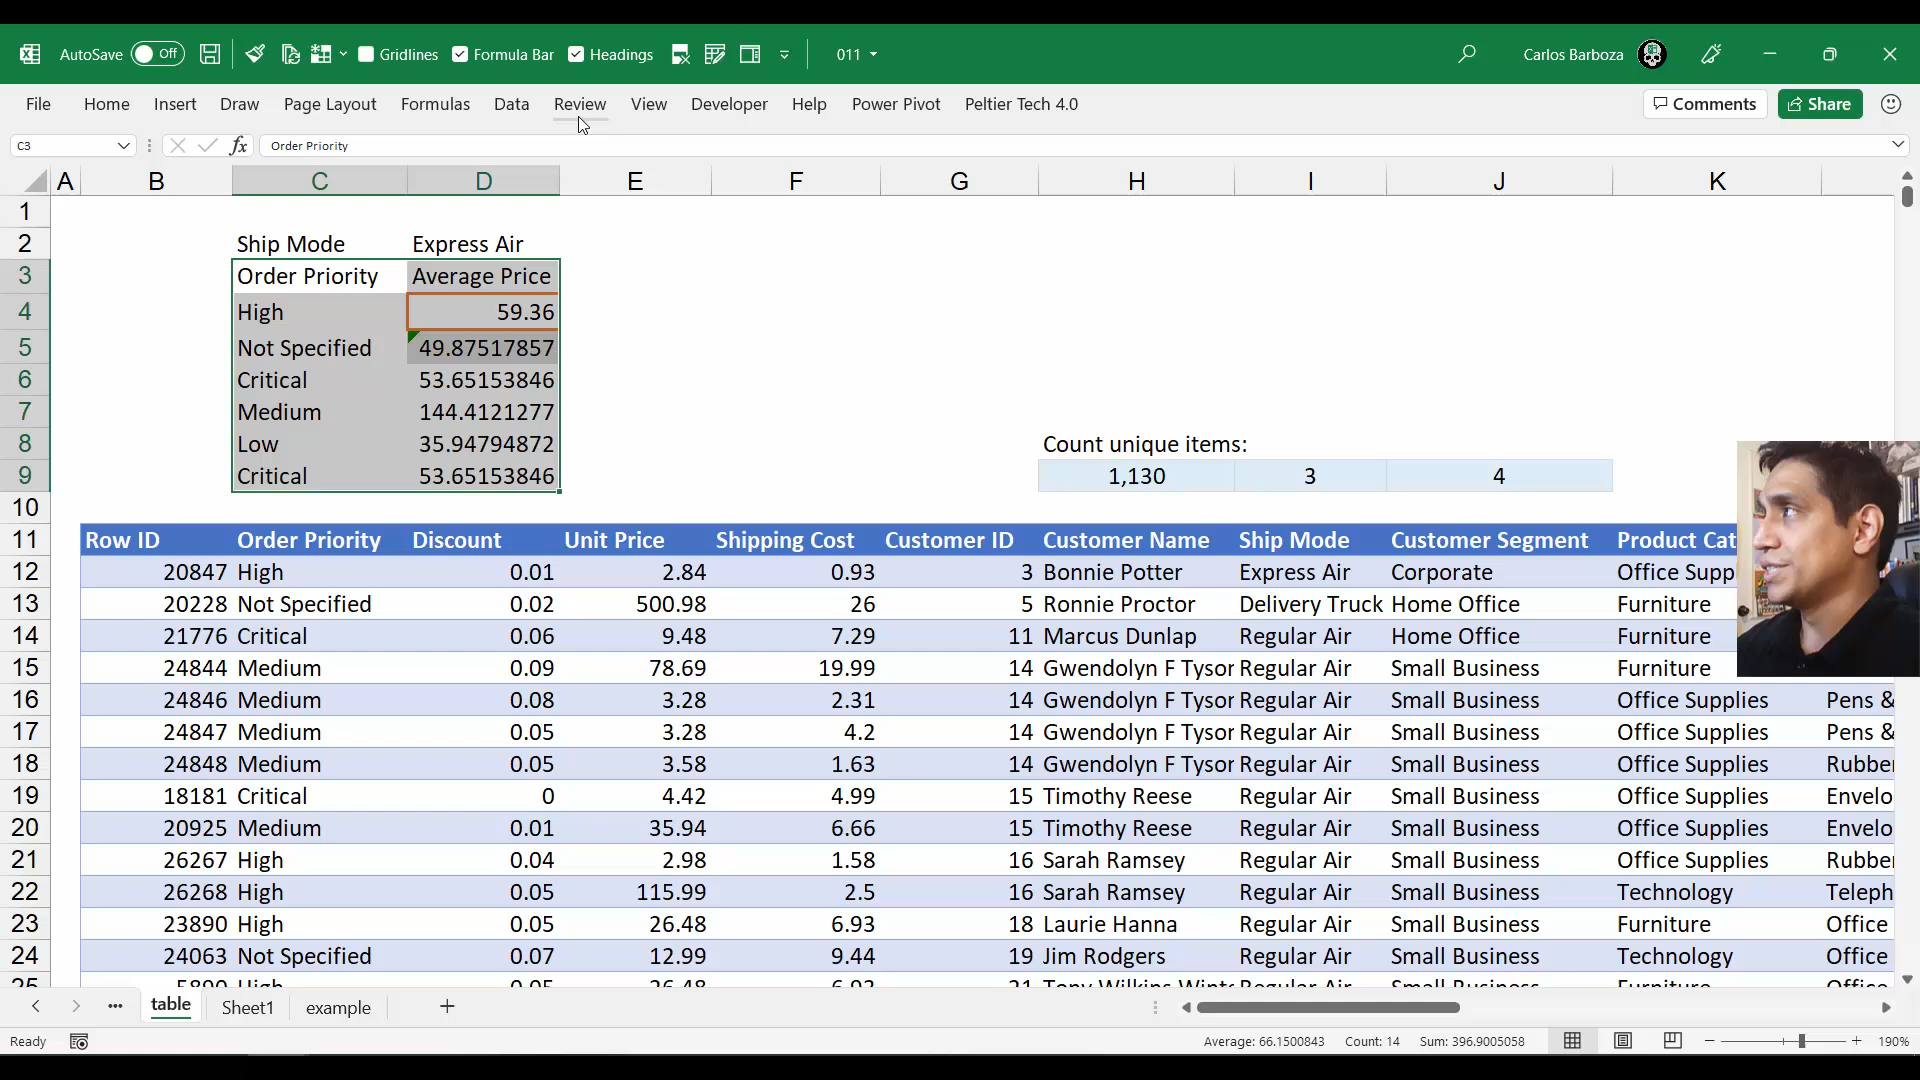 AutoSave Off Gridlines Formula Bar Headings 011 Carlos Barboza
File Home Insert Draw Page Layout Formulas Data Review View Developer Help Power Pivot Peltier Tech 4.0 Comments Share
C3 fx Order Priority
A B C D E F G H I J K
1
2 Ship Mode Express Air
3 Order Priority Average Price
4 High 59.36
5 Not Specified 49.87517857
6 Critical 53.65153846
7 Medium 144.4121277
8 Low 35.94794872 Count unique items:
9 Critical 53.65153846 1,130 3 4
10
11 Row ID Order Priority Discount Unit Price Shipping Cost Customer ID Customer Name Ship Mode Customer Segment Product Cat
12 20847 High 0.01 2.84 0.93 3 Bonnie Potter Express Air Corporate Office Supp
13 20228 Not Specified 0.02 500.98 26 5 Ronnie Proctor Delivery Truck Home Office Furniture
14 21776 Critical 0.06 9.48 7.29 11 Marcus Dunlap Regular Air Home Office Furniture
15 24844 Medium 0.09 78.69 19.99 14 Gwendolyn F Tysor Regular Air Small Business Furniture
16 24846 Medium 0.08 3.28 2.31 14 Gwendolyn F Tysor Regular Air Small Business Office Supplies Pens &
17 24847 Medium 0.05 3.28 4.2 14 Gwendolyn F Tysor Regular Air Small Business Office Supplies Pens &
18 24848 Medium 0.05 3.58 1.63 14 Gwendolyn F Tysor Regular Air Small Business Office Supplies Rubber
19 18181 Critical 0 4.42 4.99 15 Timothy Reese Regular Air Small Business Office Supplies Envelo
20 20925 Medium 0.01 35.94 6.66 15 Timothy Reese Regular Air Small Business Office Supplies Envelo
21 26267 High 0.04 2.98 1.58 16 Sarah Ramsey Regular Air Small Business Office Supplies Rubber
22 26268 High 0.05 115.99 2.5 16 Sarah Ramsey Regular Air Small Business Technology Teleph
23 23890 High 0.05 26.48 6.93 18 Laurie Hanna Regular Air Small Business Furniture Office
24 24063 Not Specified 0.07 12.99 9.44 19 Jim Rodgers Regular Air Small Business Technology Office
25 5890 High 0.05 26.48 6.93 21 Regular Air Small Business Furniture Office
table Sheet1 example
Ready Average: 66.1500843 Count: 14 Sum: 396.9005058 190%